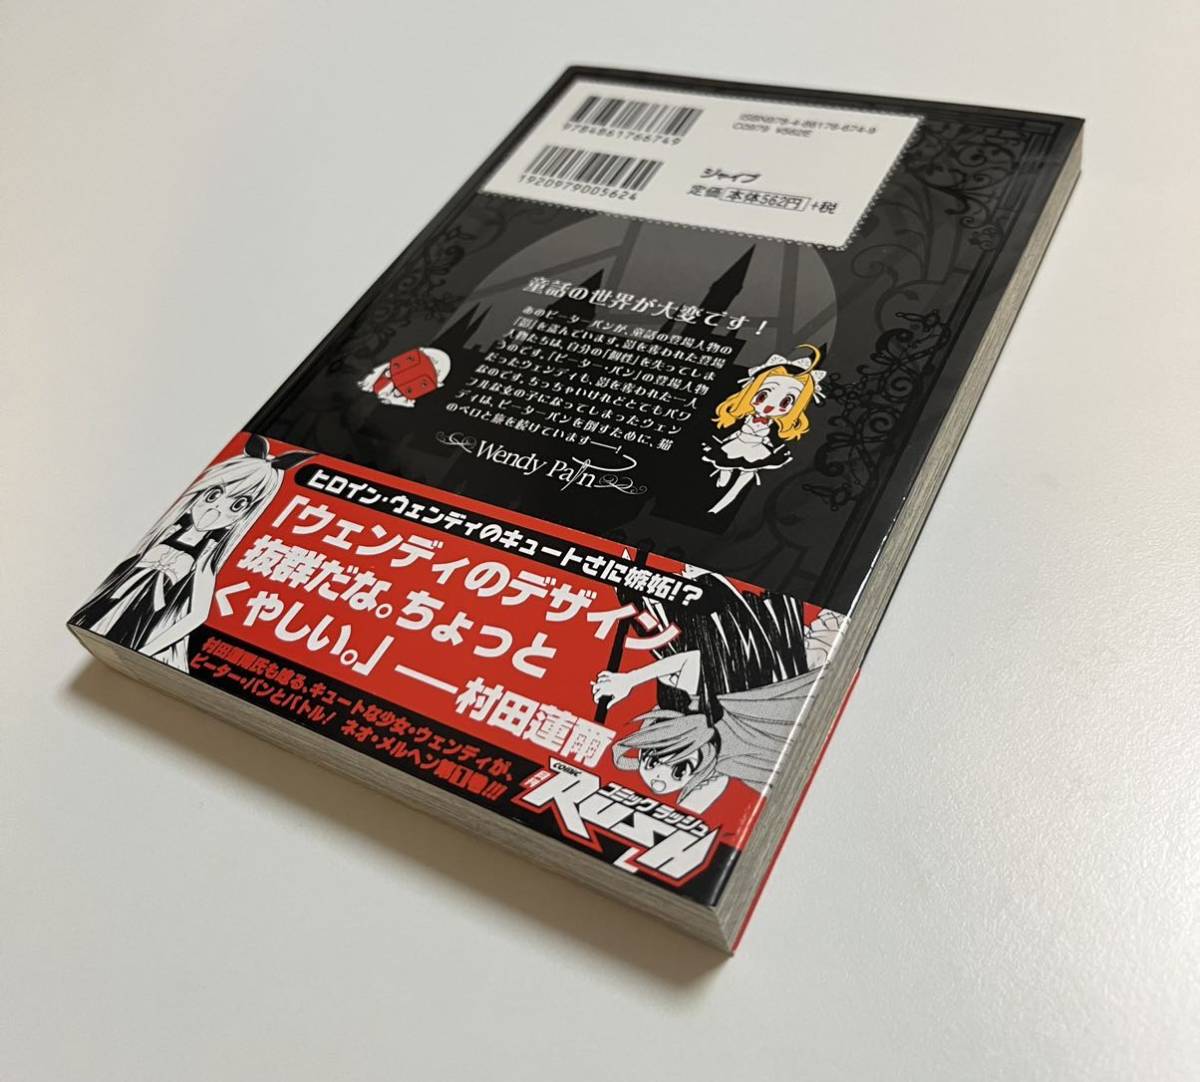 9784861766749
ISBN978-4-86176-674-9
C0979 ¥562E
1920979005624
ジャイブ
定価 本体562円 +税
童話の世界が大変です！
あのピーターパンが、童話の登場人物の
「影」を盗んでいます。影を奪われた登場
人物たちは、自分の「個性」を失ってしま
うのです。「ピーター・パン」の登場人物
だったウェンディも、影を奪われた一人
なのです。ちっちゃいけれどとてもパワ
フルな女の子になってしまったウェン
ディは、ピーターパンを倒すために、猫
のベロと旅を続けています──！
Wendy Pain
ヒロイン・ウェンディのキュートさに嫉妬!?
「ウェンディのデザイン
抜群だな。ちょっと
くやしい。」──村田蓮爾
村田蓮爾氏も唸る、キュートな少女・ウェンディが、
ピーター・パンとバトル！ ネオ・メルヘン第1巻!!!
月刊
COMIC
コミックラッシュ
RusH